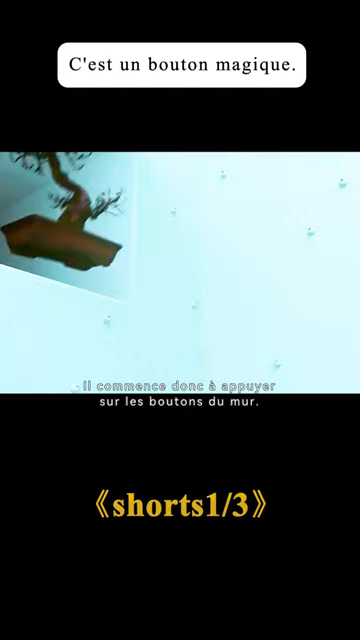 C'est un bouton magique.
Il commence donc à appuyer
sur les boutons du mur.
《shorts1/3》